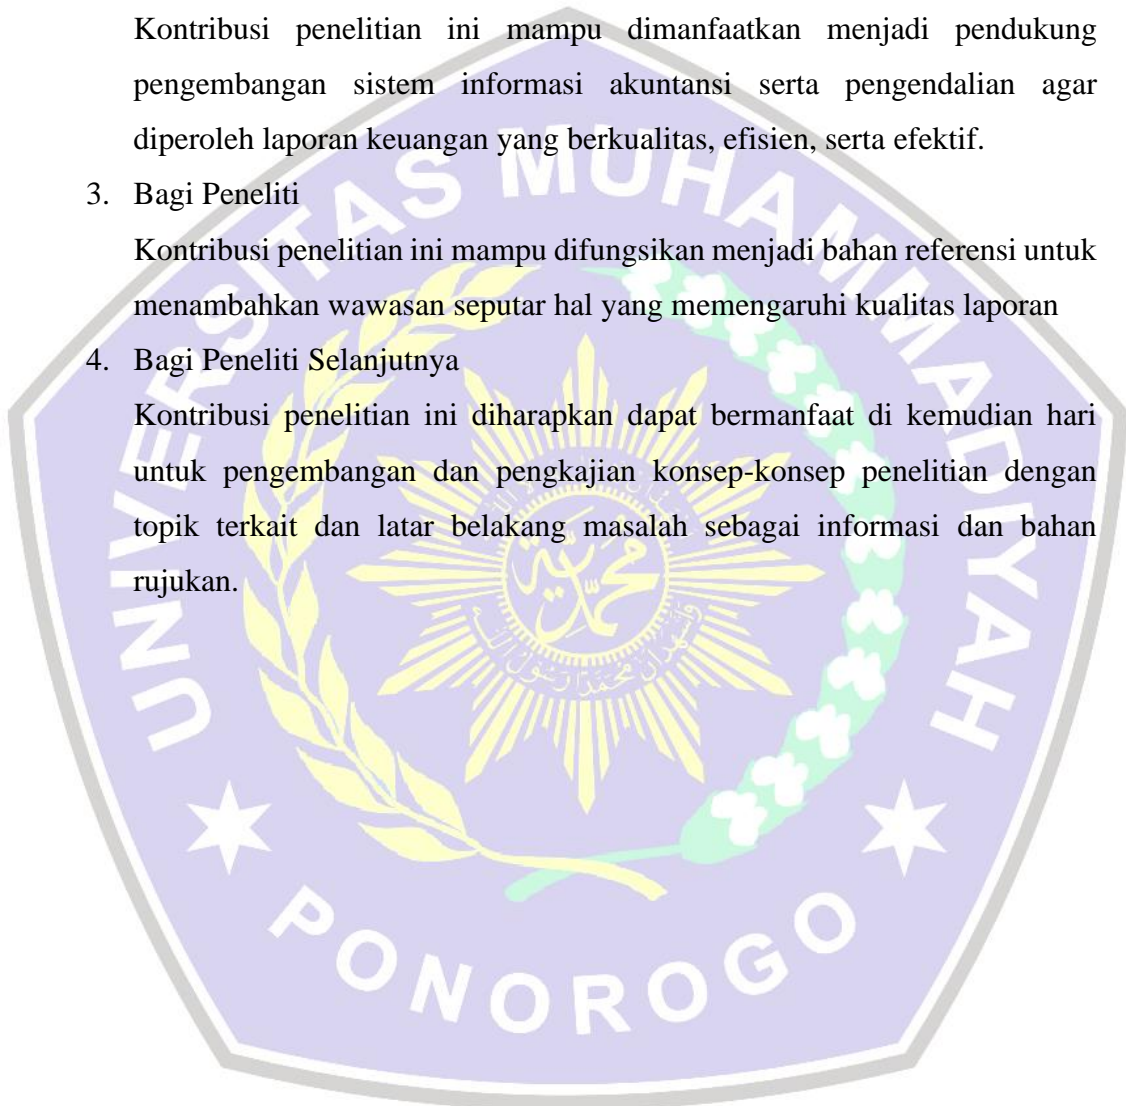 Kontribusi penelitian ini mampu dimanfaatkan menjadi pendukung
pengembangan sistem informasi akuntansi serta pengendalian agar
diperoleh laporan keuangan yang berkualitas, efisien, serta efektif.
3. Bagi Peneliti
Kontribusi penelitian ini mampu difungsikan menjadi bahan referensi untuk
menambahkan wawasan seputar hal yang memengaruhi kualitas laporan
4. Bagi Peneliti Selanjutnya
Kontribusi penelitian ini diharapkan dapat bermanfaat di kemudian hari
untuk pengembangan dan pengkajian konsep-konsep penelitian dengan
topik terkait dan latar belakang masalah sebagai informasi dan bahan
rujukan.
UNIVERSITAS MUHAMMADIYAH
محمدية
PONOROGO